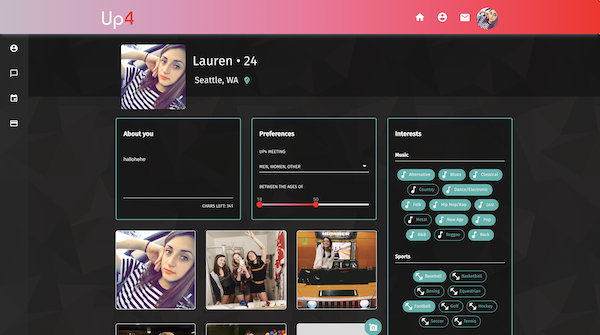 Up4
Lauren • 24
Seattle, WA
About you
hallohehe
CHARS LEFT: 241
Preferences
UP4 MEETING
MEN, WOMEN, OTHER
BETWEEN THE AGES OF
18
Interests
Music
Alternative
Blues
Classical
Country
Dance/Electronic
Folk
Hip Hop/Rap
Jazz
Metal
New Age
Pop
R&B
Reggae
Rock
Sports
Baseball
Basketball
Boxing
Equestrian
Football
Golf
Hockey
Soccer
Tennis